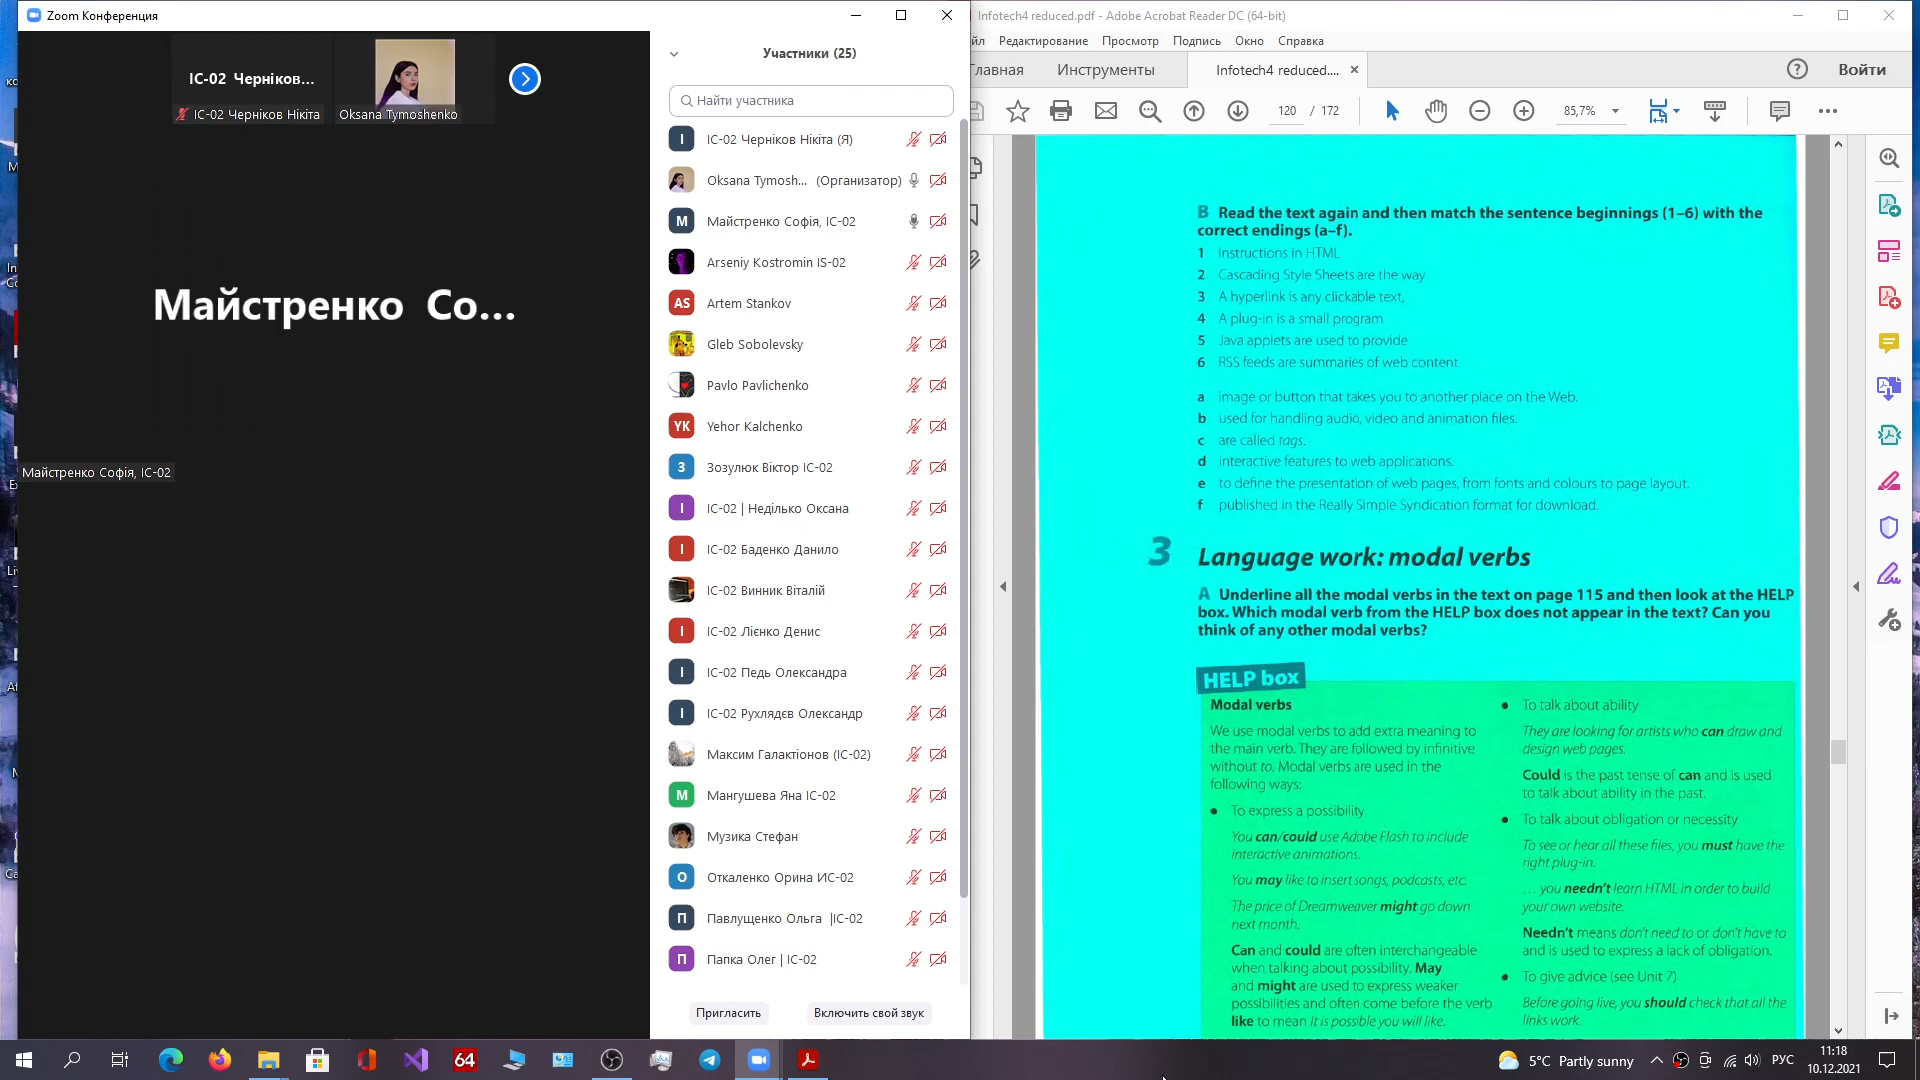 Zoom Конференция
IC-02 Черніков...
IC-02 Черніков Нікіта
Oksana Tymoshenko
Майстренко Со...
Майстренко Софія, IC-02
Участники (25)
Найти участника
I
IC-02 Черніков Нікіта (Я)
Oksana Tymosh... (Организатор)
M
Майстренко Софія, IC-02
Arseniy Kostromin IS-02
AS
Artem Stankov
Gleb Sobolevsky
Pavlo Pavlichenko
YK
Yehor Kalchenko
З
Зозулюк Віктор IC-02
I
IC-02 | Неділько Оксана
I
IC-02 Баденко Данило
IC-02 Винник Віталій
I
IC-02 Лієнко Денис
I
IC-02 Педь Олександра
I
IC-02 Рухлядєв Олександр
Максим Галактіонов (IC-02)
M
Мангушева Яна IC-02
Музика Стефан
О
Откаленко Орина ИС-02
П
Павлущенко Ольга |IC-02
П
Папка Олег | IC-02
Пригласить
Включить свой звук
Infotech4 reduced.pdf - Adobe Acrobat Reader DC (64-bit)
йл Редактирование Просмотр Подпись Окно Справка
лавная Инструменты Infotech4 reduced.... Войти
120 / 172 85,7%
B Read the text again and then match the sentence beginnings (1–6) with the
correct endings (a–f).
1 Instructions in HTML
2 Cascading Style Sheets are the way
3 A hyperlink is any clickable text,
4 A plug-in is a small program
5 Java applets are used to provide
6 RSS feeds are summaries of web content
a image or button that takes you to another place on the Web.
b used for handling audio, video and animation files.
c are called tags.
d interactive features to web applications.
e to define the presentation of web pages, from fonts and colours to page layout.
f published in the Really Simple Syndication format for download.
3 Language work: modal verbs
A Underline all the modal verbs in the text on page 115 and then look at the HELP
box. Which modal verb from the HELP box does not appear in the text? Can you
think of any other modal verbs?
HELP box
Modal verbs
We use modal verbs to add extra meaning to
the main verb. They are followed by infinitive
without to. Modal verbs are used in the
following ways:
● To express a possibility
You can/could use Adobe Flash to include
interactive animations.
You may like to insert songs, podcasts, etc.
The price of Dreamweaver might go down
next month.
Can and could are often interchangeable
when talking about possibility. May
and might are used to express weaker
possibilities and often come before the verb
like to mean It is possible you will like.
● To talk about ability
They are looking for artists who can draw and
design web pages.
Could is the past tense of can and is used
to talk about ability in the past.
● To talk about obligation or necessity
To see or hear all these files, you must have the
right plug-in.
... you needn't learn HTML in order to build
your own website.
Needn't means don't need to or don't have to
and is used to express a lack of obligation.
● To give advice (see Unit 7)
Before going live, you should check that all the
links work.
64
5°C Partly sunny
РУС
11:18
10.12.2021